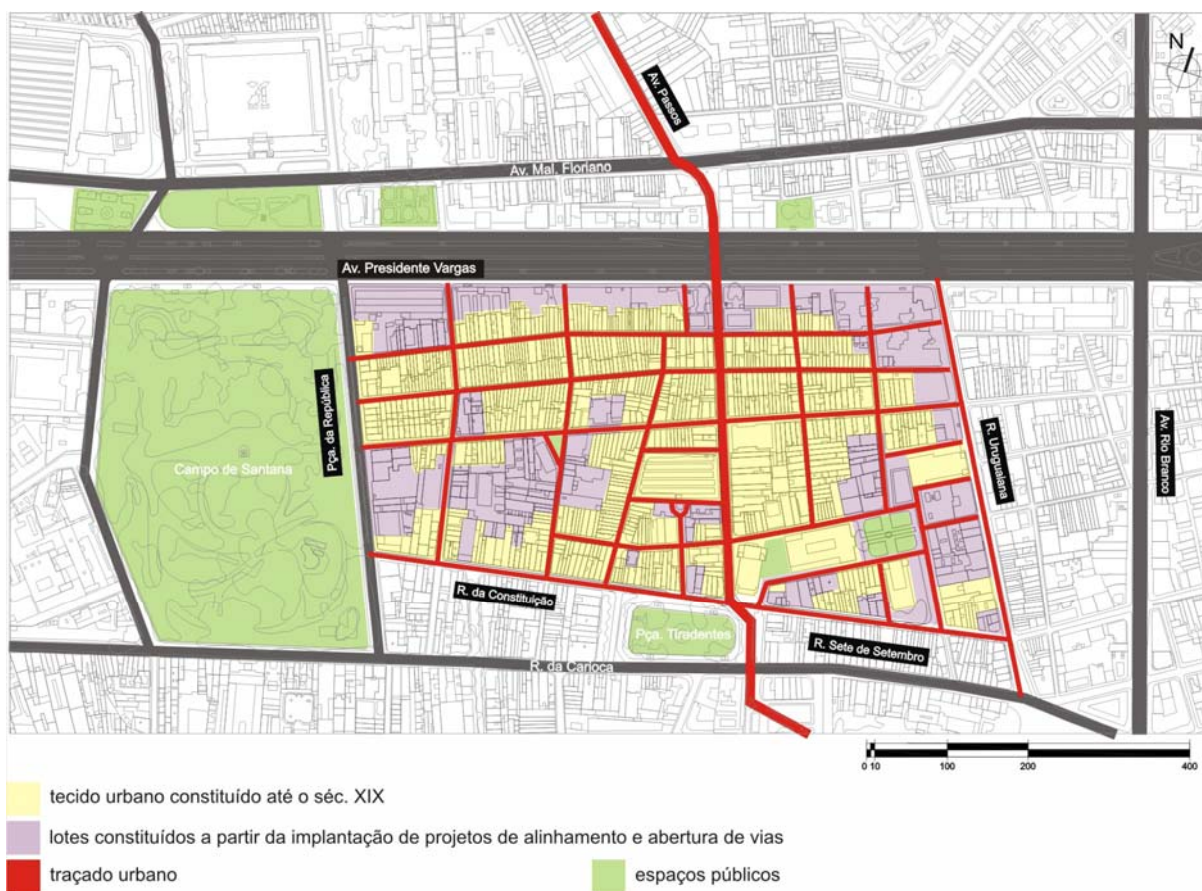 N
Av. Passos
Av. Mal. Floriano
Av. Presidente Vargas
Pça. da República
Campo de Santana
R. Uruguaiana
Av. Rio Branco
R. da Constituição
Pça. Tiradentes
R. Sete de Setembro
R. da Carioca
0 10 100 200 400
tecido urbano constituído até o séc. XIX
lotes constituídos a partir da implantação de projetos de alinhamento e abertura de vias
traçado urbano
espaços públicos